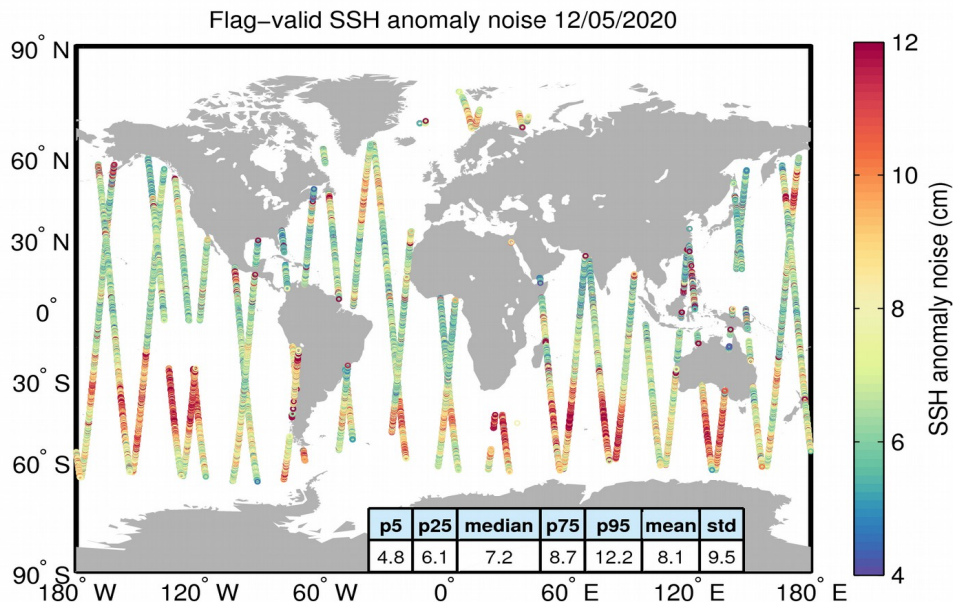 Flag−valid SSH anomaly noise 12/05/2020
90° N
60° N
30° N
0°
30° S
60° S
90° S
180° W
120° W
60° W
0°
60° E
120° E
180° E
p5 p25 median p75 p95 mean std
4.8 6.1 7.2 8.7 12.2 8.1 9.5
12
10
8
6
4
SSH anomaly noise (cm)